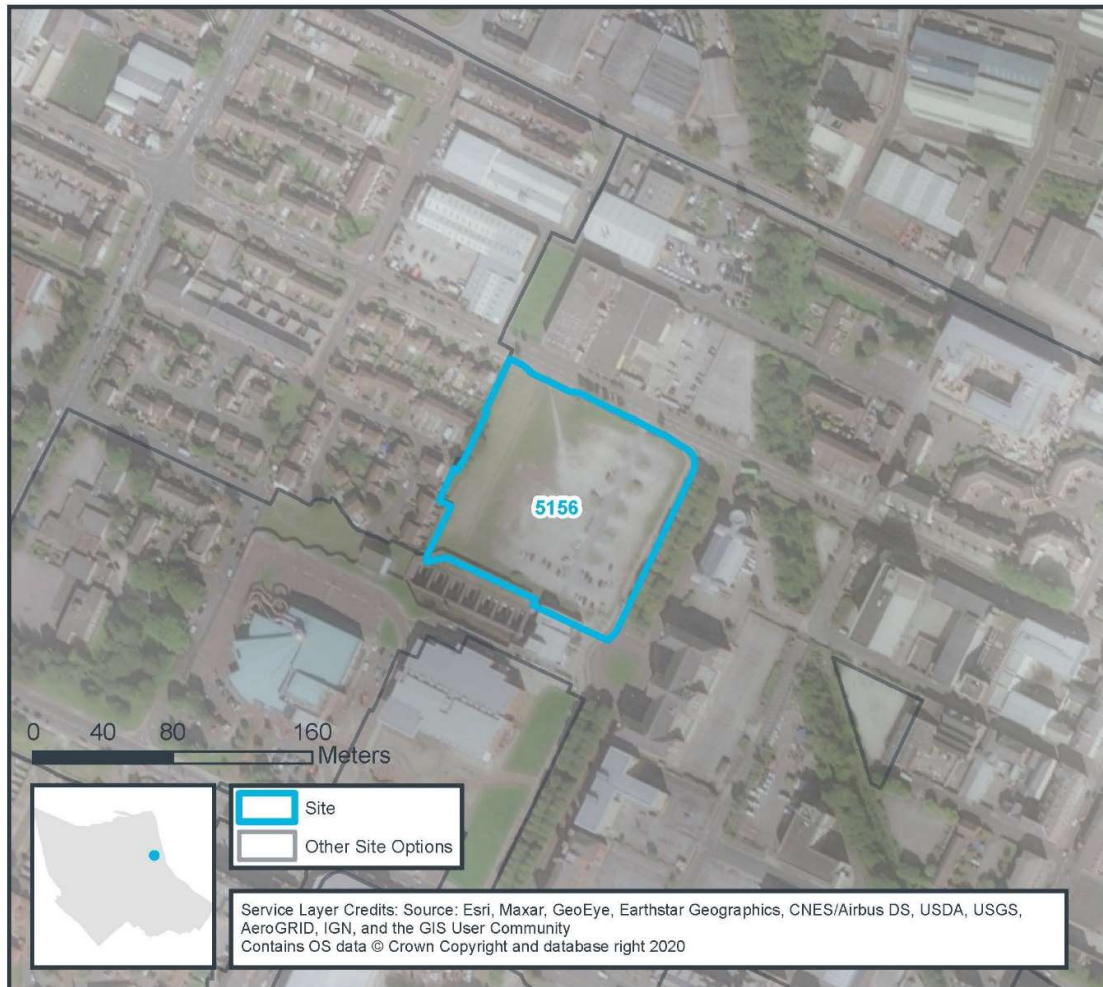 5156
0 40 80 160
Meters
Site
Other Site Options
Service Layer Credits: Source: Esri, Maxar, GeoEye, Earthstar Geographics, CNES/Airbus DS, USDA, USGS,
AeroGRID, IGN, and the GIS User Community
Contains OS data © Crown Copyright and database right 2020